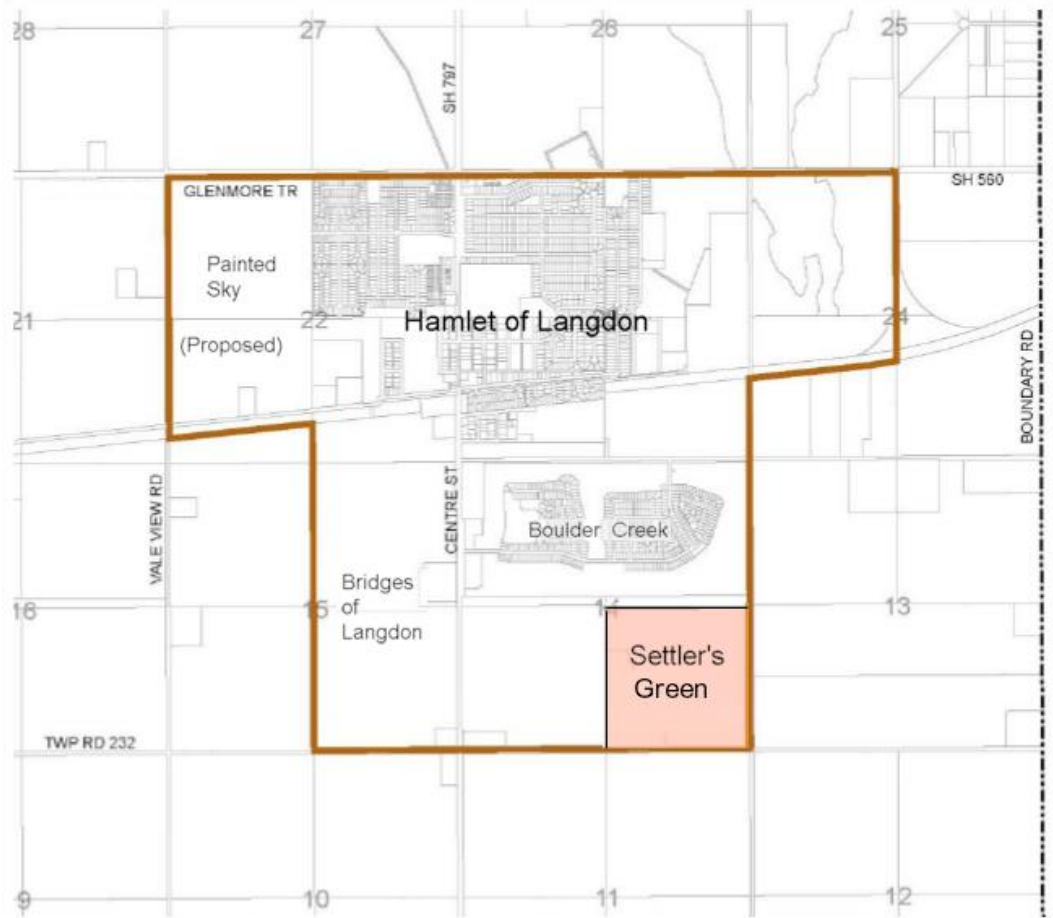 28
27
26
25
SH 797
GLENMORE TR
SH 560
Painted
Sky
21
22
Hamlet of Langdon
24
(Proposed)
BOUNDARY RD
VALE VIEW RD
CENTRE ST
Boulder Creek
Bridges
of
Langdon
16
15
14
13
Settler's
Green
TWP RD 232
9
10
11
12